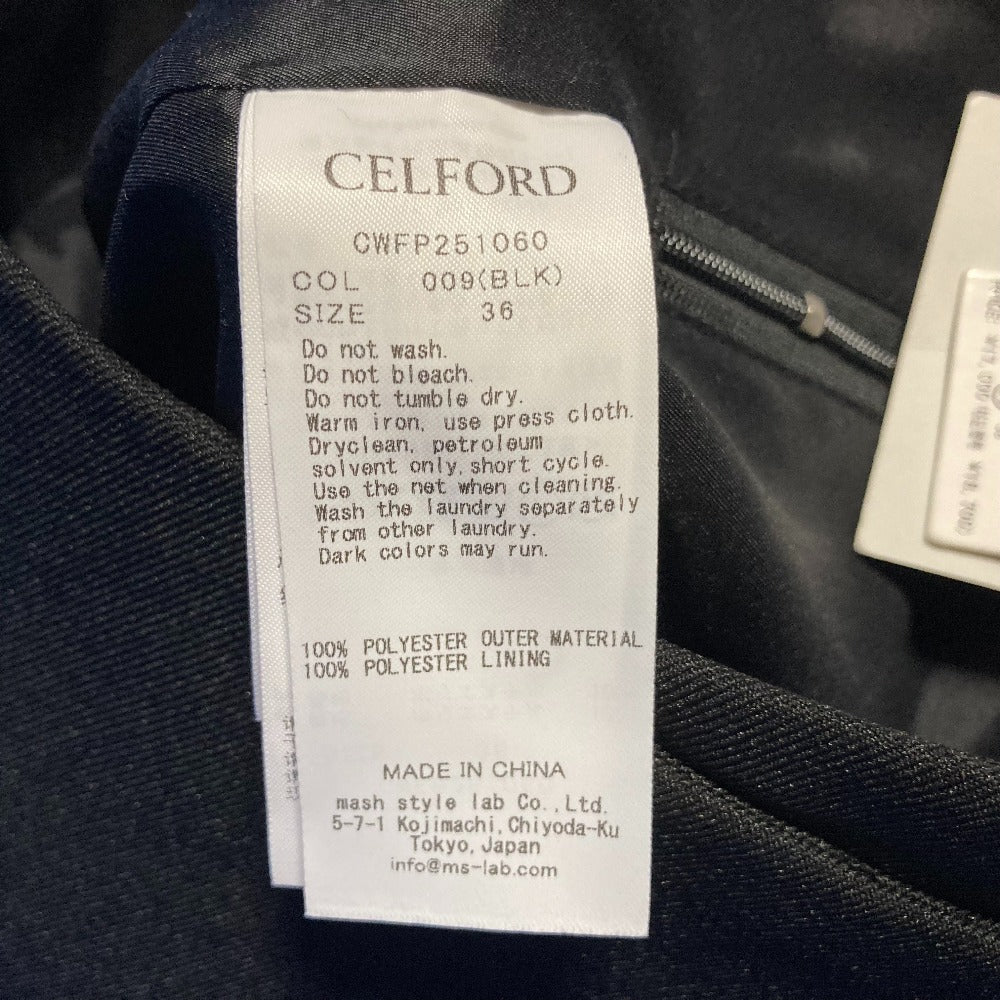 CELFORD
CWFP251060
COL 009(BLK)
SIZE 36
Do not wash.
Do not bleach.
Do not tumble dry.
Warm iron, use press cloth.
Dryclean, petroleum
solvent only,short cycle.
Use the net when cleaning.
Wash the laundry separately
from other laundry.
Dark colors may run.
100% POLYESTER OUTER MATERIAL
100% POLYESTER LINING
MADE IN CHINA
mash style lab Co.,Ltd.
5-7-1 Kojimachi,Chiyoda-Ku
Tokyo,Japan
info@ms-lab.com